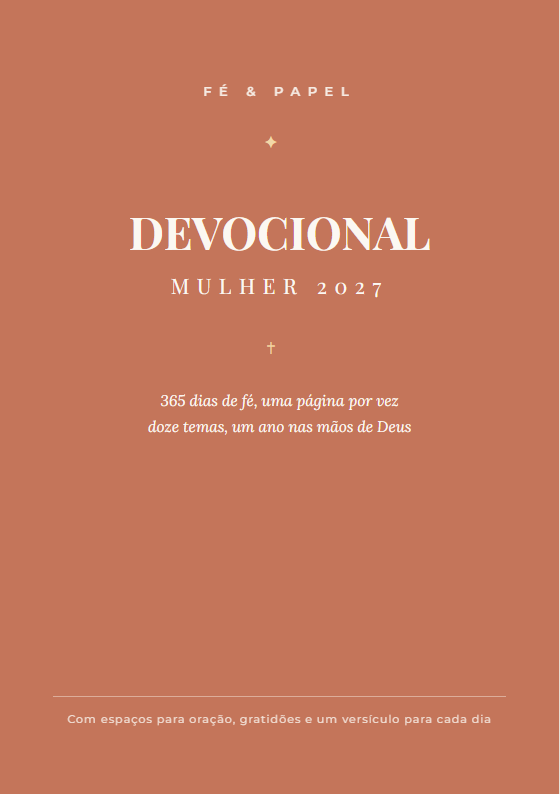 FÉ & PAPEL
DEVOCIONAL
MULHER 2027
365 dias de fé, uma página por vez
doze temas, um ano nas mãos de Deus
Com espaços para oração, gratidões e um versículo para cada dia